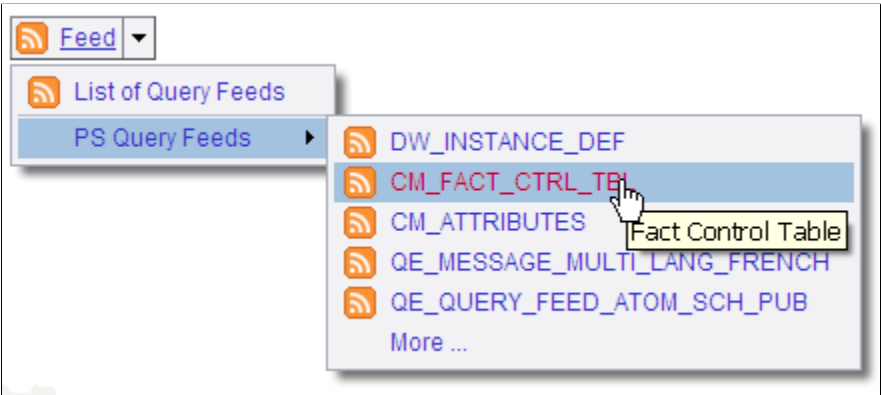 Feed
List of Query Feeds
PS Query Feeds
DW_INSTANCE_DEF
CM_FACT_CTRL_TBL
CM_ATTRIBUTES
Fact Control Table
QE_MESSAGE_MULTI_LANG_FRENCH
QE_QUERY_FEED_ATOM_SCH_PUB
More ...